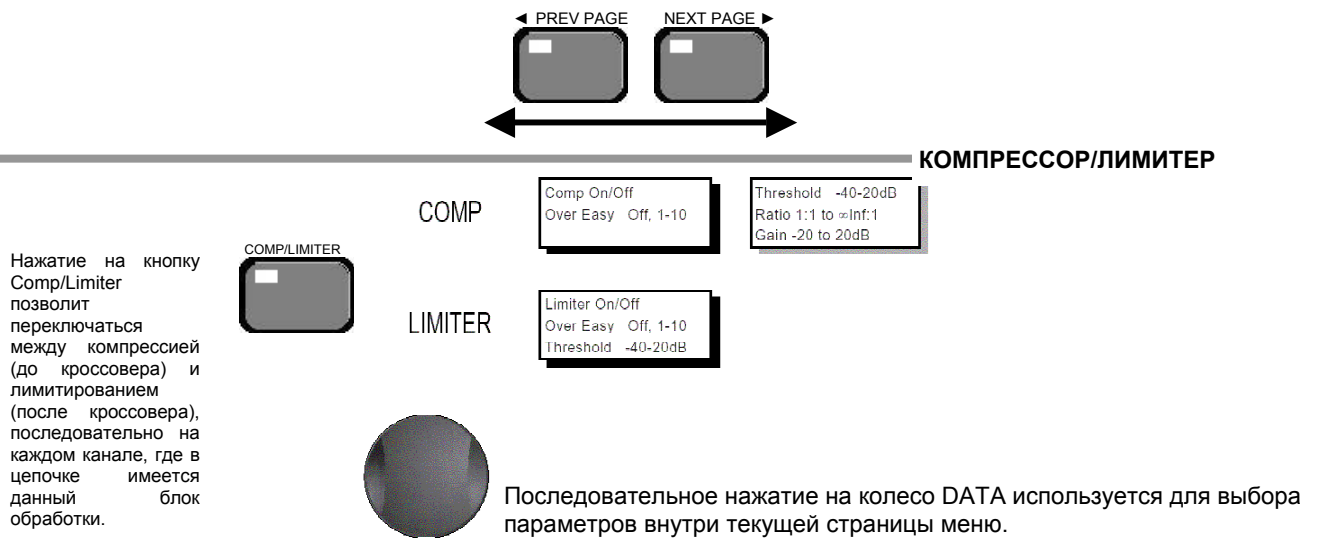 ◄ PREV PAGE NEXT PAGE ►
КОМПРЕССОР/ЛИМИТЕР
COMP
Comp On/Off
Over Easy Off, 1-10
Threshold -40-20dB
Ratio 1:1 to ∞Inf:1
Gain -20 to 20dB
Нажатие на кнопку
Comp/Limiter
позволит
переключаться
между компрессией
(до кроссовера) и
лимитированием
(после кроссовера),
последовательно на
каждом канале, где в
цепочке имеется
данный блок
обработки.
COMP/LIMITER
LIMITER
Limiter On/Off
Over Easy Off, 1-10
Threshold -40-20dB
Последовательное нажатие на колесо DATA используется для выбора
параметров внутри текущей страницы меню.